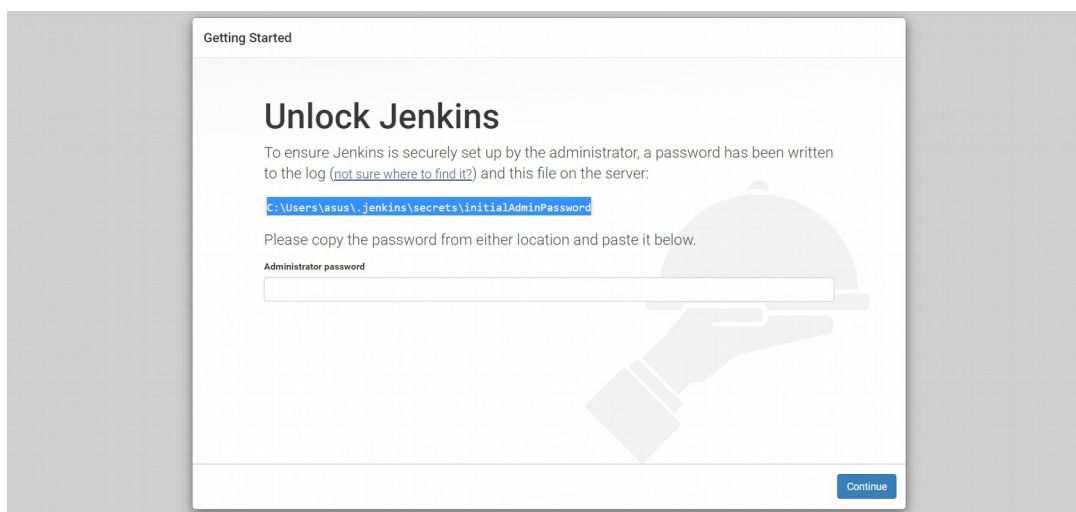 Getting Started
Unlock Jenkins
To ensure Jenkins is securely set up by the administrator, a password has been written
to the log (not sure where to find it?) and this file on the server:
C:\Users\asus\.jenkins\secrets\initialAdminPassword
Please copy the password from either location and paste it below.
Administrator password
Continue